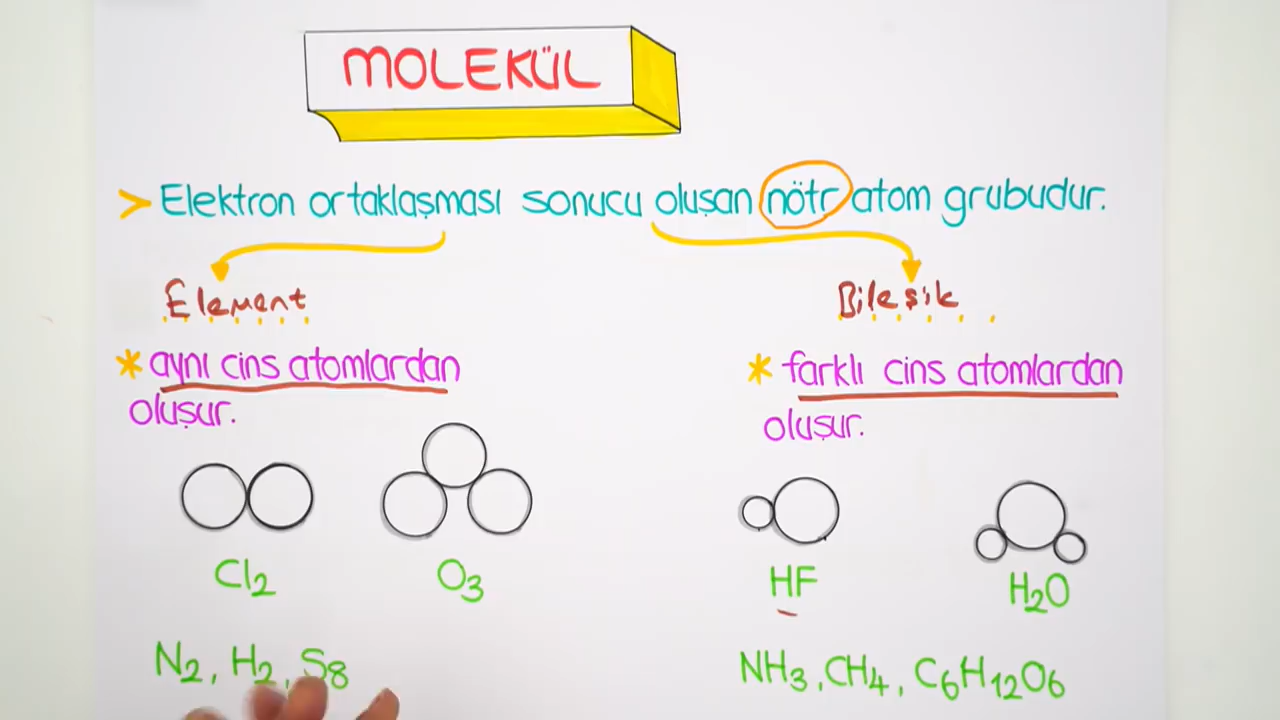 MOLEKÜL
> Elektron ortaklaşması sonucu oluşan nötr atom grubudur.
Element
Bileşik
* aynı cins atomlardan
oluşur.
* farklı cins atomlardan
oluşur.
Cl2
O3
HF
H2O
N2, H2, S8
NH3, CH4, C6H12O6